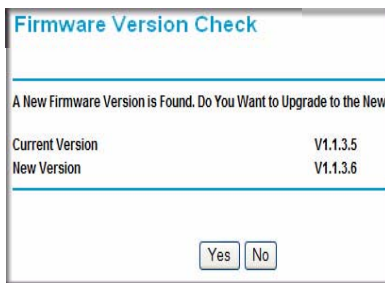 Firmware Version Check
A New Firmware Version is Found. Do You Want to Upgrade to the New
Current Version V1.1.3.5
New Version V1.1.3.6
Yes No